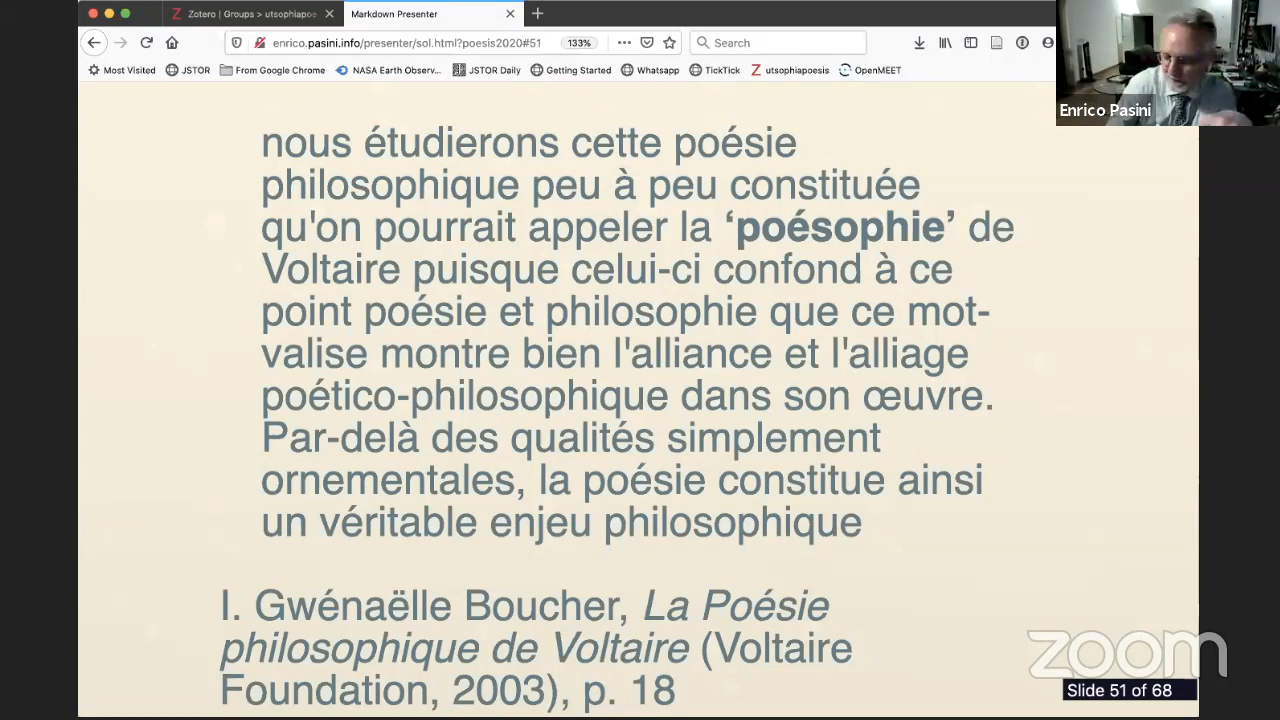 Zotero | Groups > utsophiapoe
Markdown Presenter
enrico.pasini.info/presenter/sol.html?poesis2020#51
133%
Search
Most Visited
JSTOR
From Google Chrome
NASA Earth Observ...
JSTOR Daily
Getting Started
Whatsapp
TickTick
utsophiapoesis
OpenMEET
Enrico Pasini
nous étudierons cette poésie
philosophique peu à peu constituée
qu'on pourrait appeler la ‘poésophie’ de
Voltaire puisque celui-ci confond à ce
point poésie et philosophie que ce mot-
valise montre bien l'alliance et l'alliage
poético-philosophique dans son œuvre.
Par-delà des qualités simplement
ornementales, la poésie constitue ainsi
un véritable enjeu philosophique
I. Gwénaëlle Boucher, La Poésie
philosophique de Voltaire (Voltaire
Foundation, 2003), p. 18
zoom
Slide 51 of 68